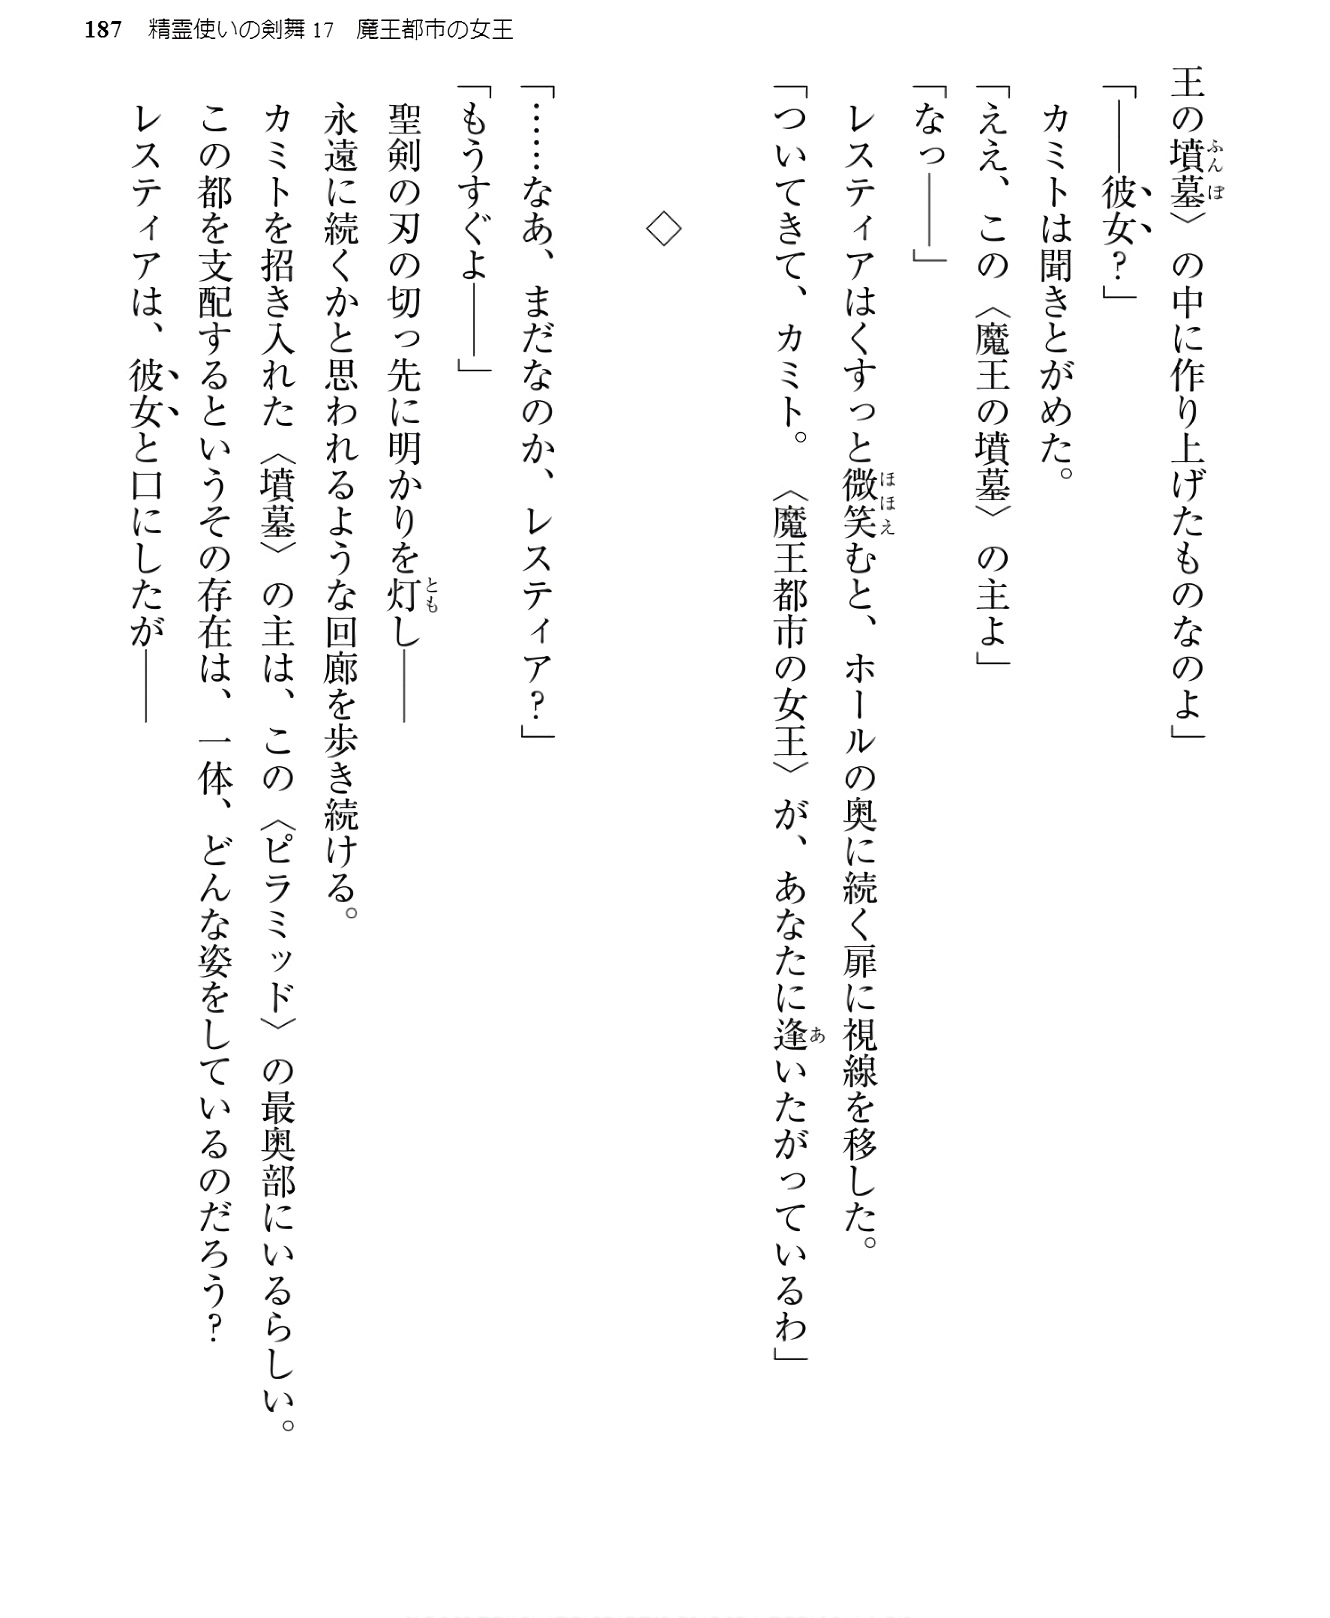 187 精霊使いの剣舞17 魔王都市の女王
王の墳墓〉の中に作り上げたものなのよ」
「――彼女？」
カミトは聞きとがめた。
「ええ、この〈魔王の墳墓〉の主よ」
「なっ――」
レスティアはくすっと微笑むと、ホールの奥に続く扉に視線を移した。
「ついてきて、カミト。〈魔王都市の女王〉が、あなたに逢いたがっているわ」
◇
「……なあ、まだなのか、レスティア？」
「もうすぐよ――」
聖剣の刃の切っ先に明かりを灯し――
永遠に続くかと思われるような回廊を歩き続ける。
カミトを招き入れた〈墳墓〉の主は、この〈ピラミッド〉の最奥部にいるらしい。
この都を支配するというその存在は、一体、どんな姿をしているのだろう？
レスティアは、彼女と口にしたが――